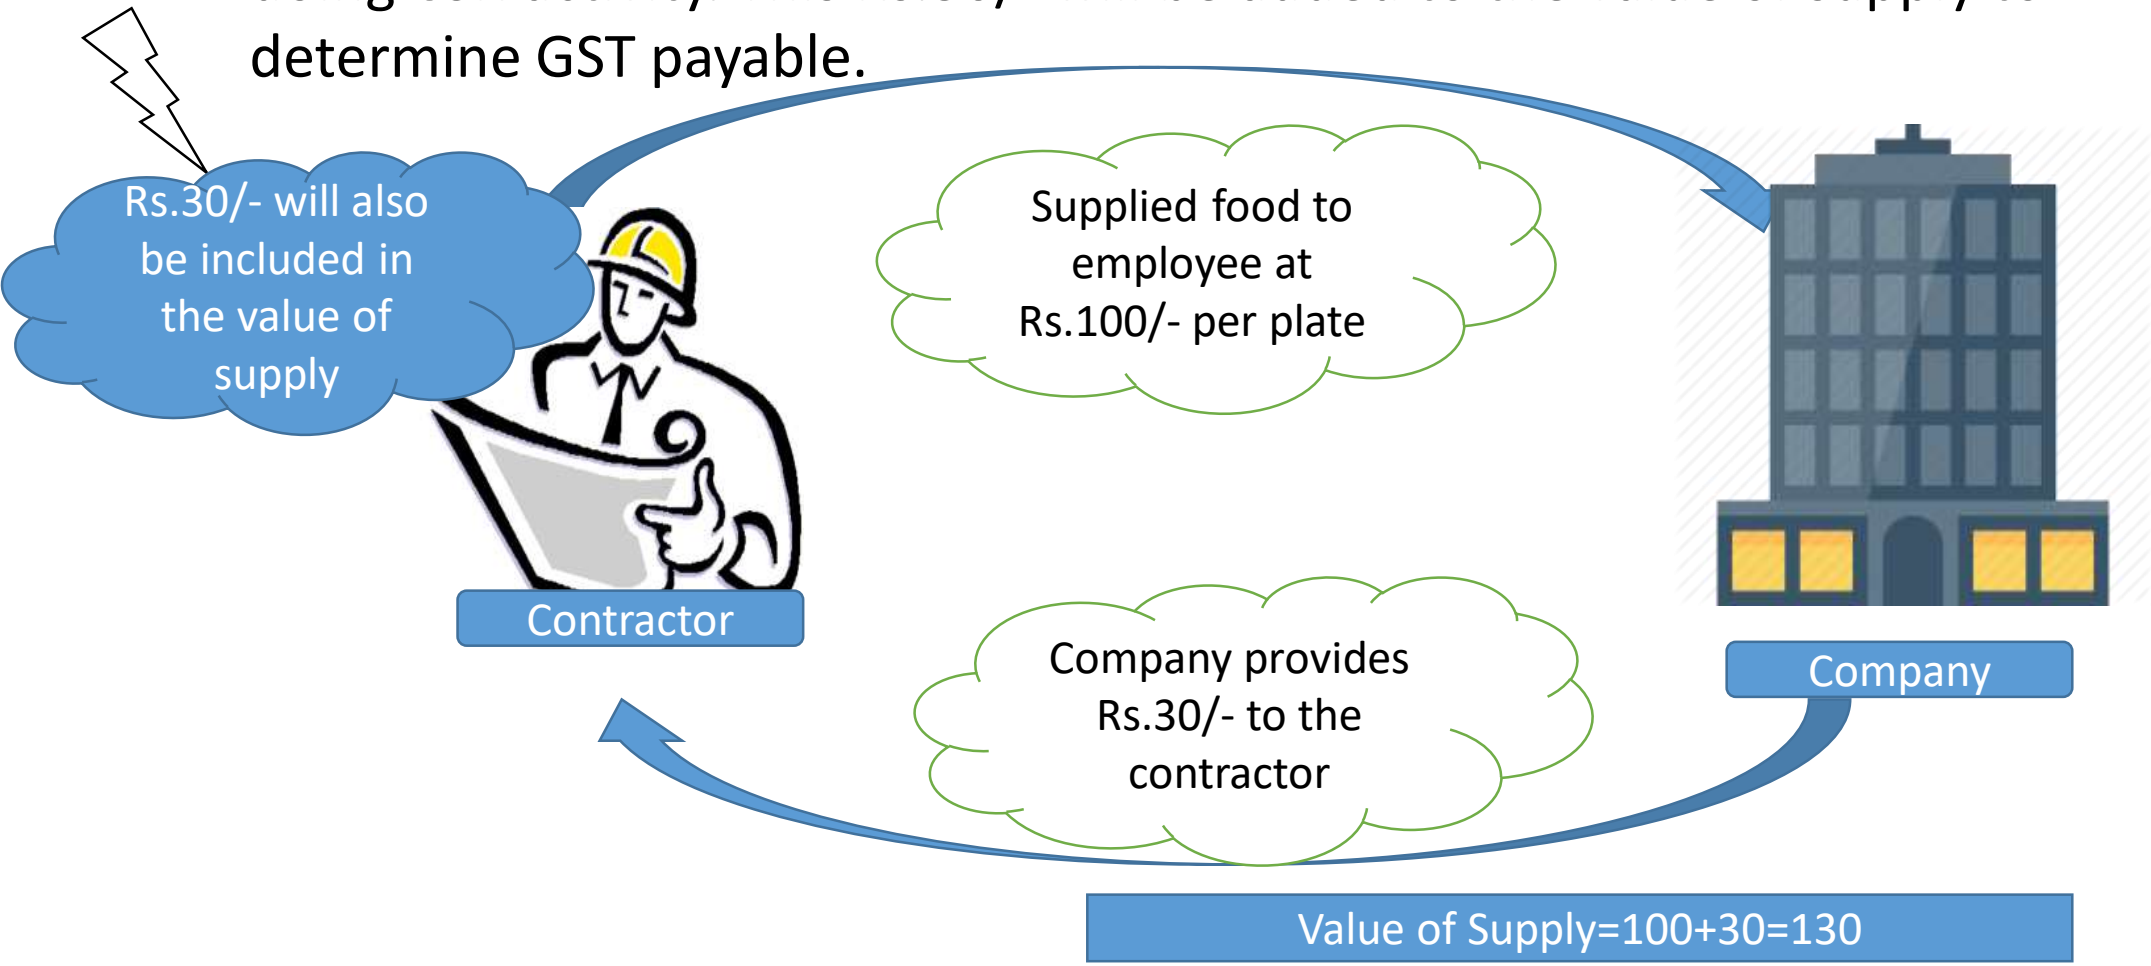 determine GST payable.
Rs.30/- will also
be included in
the value of
supply
Supplied food to
employee at
Rs.100/- per plate
Contractor
Company provides
Rs.30/- to the
contractor
Company
Value of Supply=100+30=130